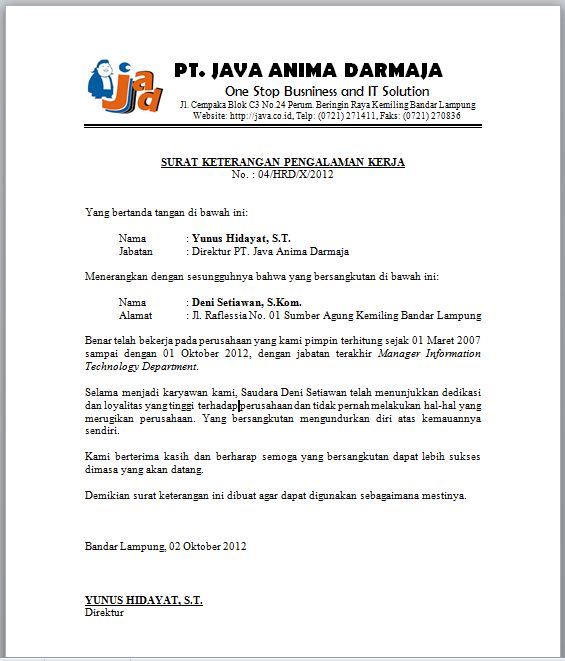 jad
PT. JAVA ANIMA DARMAJA
One Stop Busniness and IT Solution
Jl. Cempaka Blok C3 No.24 Perum. Beringin Raya Kemiling Bandar Lampung
Website: http://java.co.id, Telp: (0721) 271411, Faks: (0721) 270836
SURAT KETERANGAN PENGALAMAN KERJA
No. : 04/HRD/X/2012
Yang bertanda tangan di bawah ini:
Nama : Yunus Hidayat, S.T.
Jabatan : Direktur PT. Java Anima Darmaja
Menerangkan dengan sesungguhnya bahwa yang bersangkutan di bawah ini:
Nama : Deni Setiawan, S.Kom.
Alamat : Jl. Raflessia No. 01 Sumber Agung Kemiling Bandar Lampung
Benar telah bekerja pada perusahaan yang kami pimpin terhitung sejak 01 Maret 2007
sampai dengan 01 Oktober 2012, dengan jabatan terakhir Manager Information
Technology Department.
Selama menjadi karyawan kami, Saudara Deni Setiawan telah menunjukkan dedikasi
dan loyalitas yang tinggi terhadap perusahaan dan tidak pernah melakukan hal-hal yang
merugikan perusahaan. Yang bersangkutan mengundurkan diri atas kemauannya
sendiri.
Kami berterima kasih dan berharap semoga yang bersangkutan dapat lebih sukses
dimasa yang akan datang.
Demikian surat keterangan ini dibuat agar dapat digunakan sebagaimana mestinya.
Bandar Lampung, 02 Oktober 2012
YUNUS HIDAYAT, S.T.
Direktur